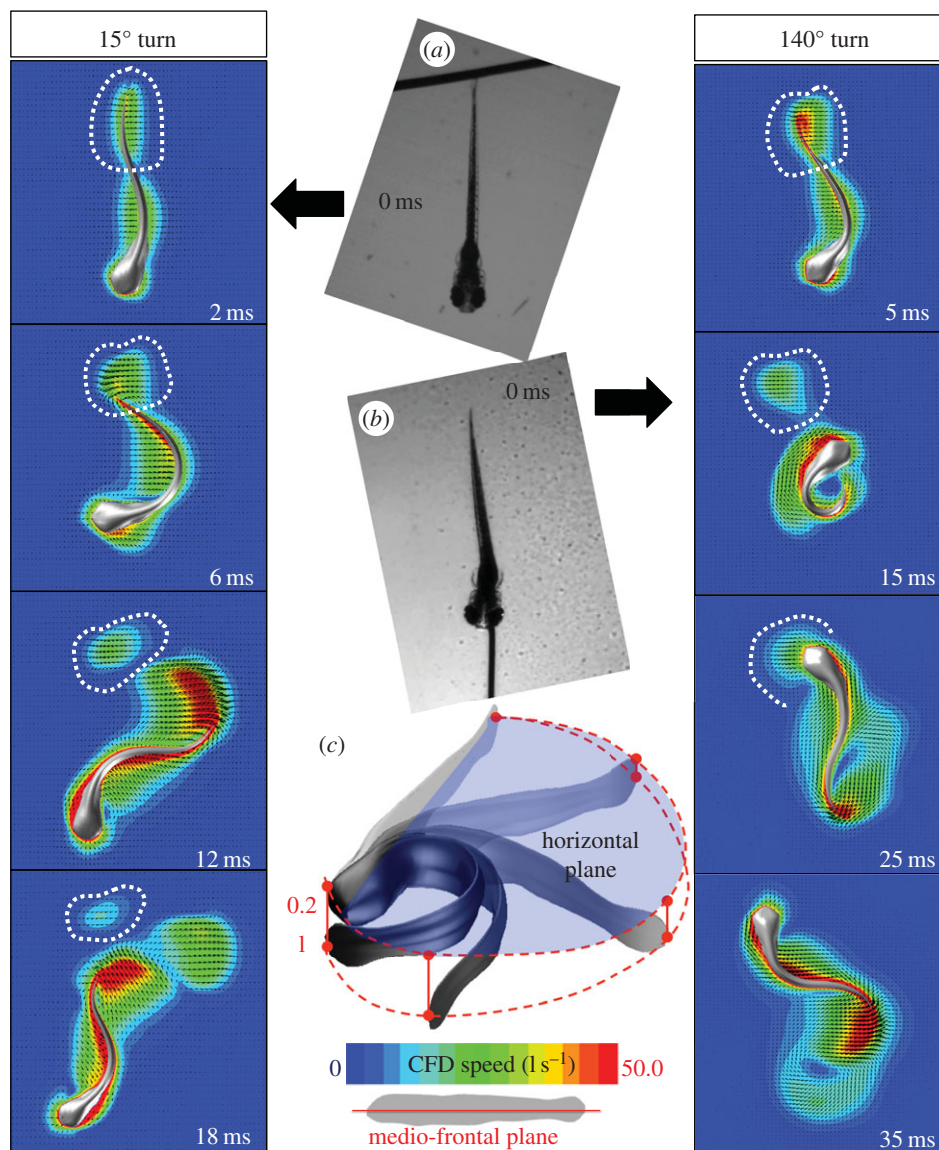 15° turn
2 ms
6 ms
12 ms
18 ms
(a)
0 ms
(b)
0 ms
(c)
horizontal
plane
0.2
1
0
CFD speed (l s⁻¹)
50.0
medio-frontal plane
140° turn
5 ms
15 ms
25 ms
35 ms